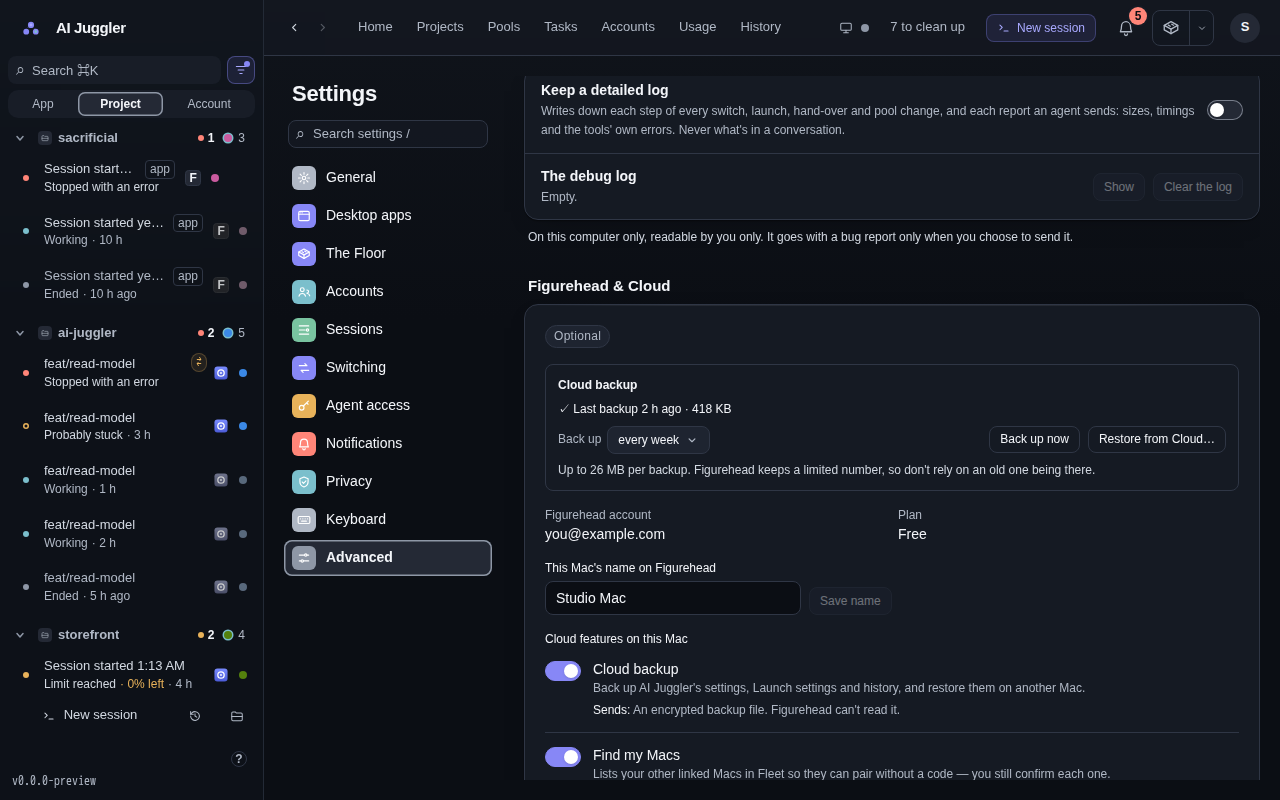 AI Juggler
Search ⌘K
App Project Account
sacrificial 1 3
Session start… app F
Stopped with an error
Session started ye… app F
Working · 10 h
Session started ye… app F
Ended · 10 h ago
ai-juggler 2 5
feat/read-model
Stopped with an error
feat/read-model
Probably stuck · 3 h
feat/read-model
Working · 1 h
feat/read-model
Working · 2 h
feat/read-model
Ended · 5 h ago
storefront 2 4
Session started 1:13 AM
Limit reached · 0% left · 4 h
New session
?
v0.0.0-preview
Home Projects Pools Tasks Accounts Usage History
7 to clean up
New session
5
S
Settings
Search settings /
General
Desktop apps
The Floor
Accounts
Sessions
Switching
Agent access
Notifications
Privacy
Keyboard
Advanced
Keep a detailed log
Writes down each step of every switch, launch, hand-over and pool change, and each report an agent sends: sizes, timings
and the tools' own errors. Never what's in a conversation.
The debug log
Empty.
Show Clear the log
On this computer only, readable by you only. It goes with a bug report only when you choose to send it.
Figurehead & Cloud
Optional
Cloud backup
✓ Last backup 2 h ago · 418 KB
Back up every week Back up now Restore from Cloud…
Up to 26 MB per backup. Figurehead keeps a limited number, so don't rely on an old one being there.
Figurehead account Plan
you@example.com Free
This Mac's name on Figurehead
Studio Mac Save name
Cloud features on this Mac
Cloud backup
Back up AI Juggler's settings, Launch settings and history, and restore them on another Mac.
Sends: An encrypted backup file. Figurehead can't read it.
Find my Macs
Lists your other linked Macs in Fleet so they can pair without a code — you still confirm each one.